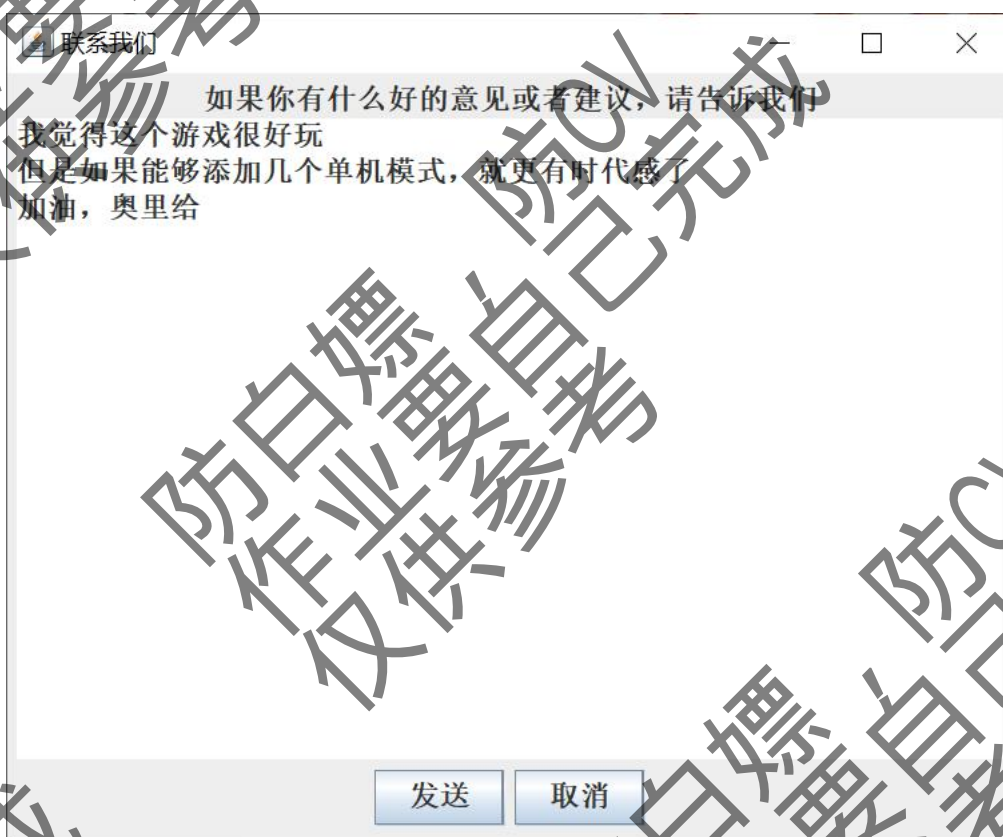 联系我们
如果你有什么好的意见或者建议，请告诉我们
我觉得这个游戏很好玩
但是如果能够添加几个单机模式，就更有时代感了
加油，奥里给
防白嫖，防CV
作业要自己完成
仅供参考
发送
取消